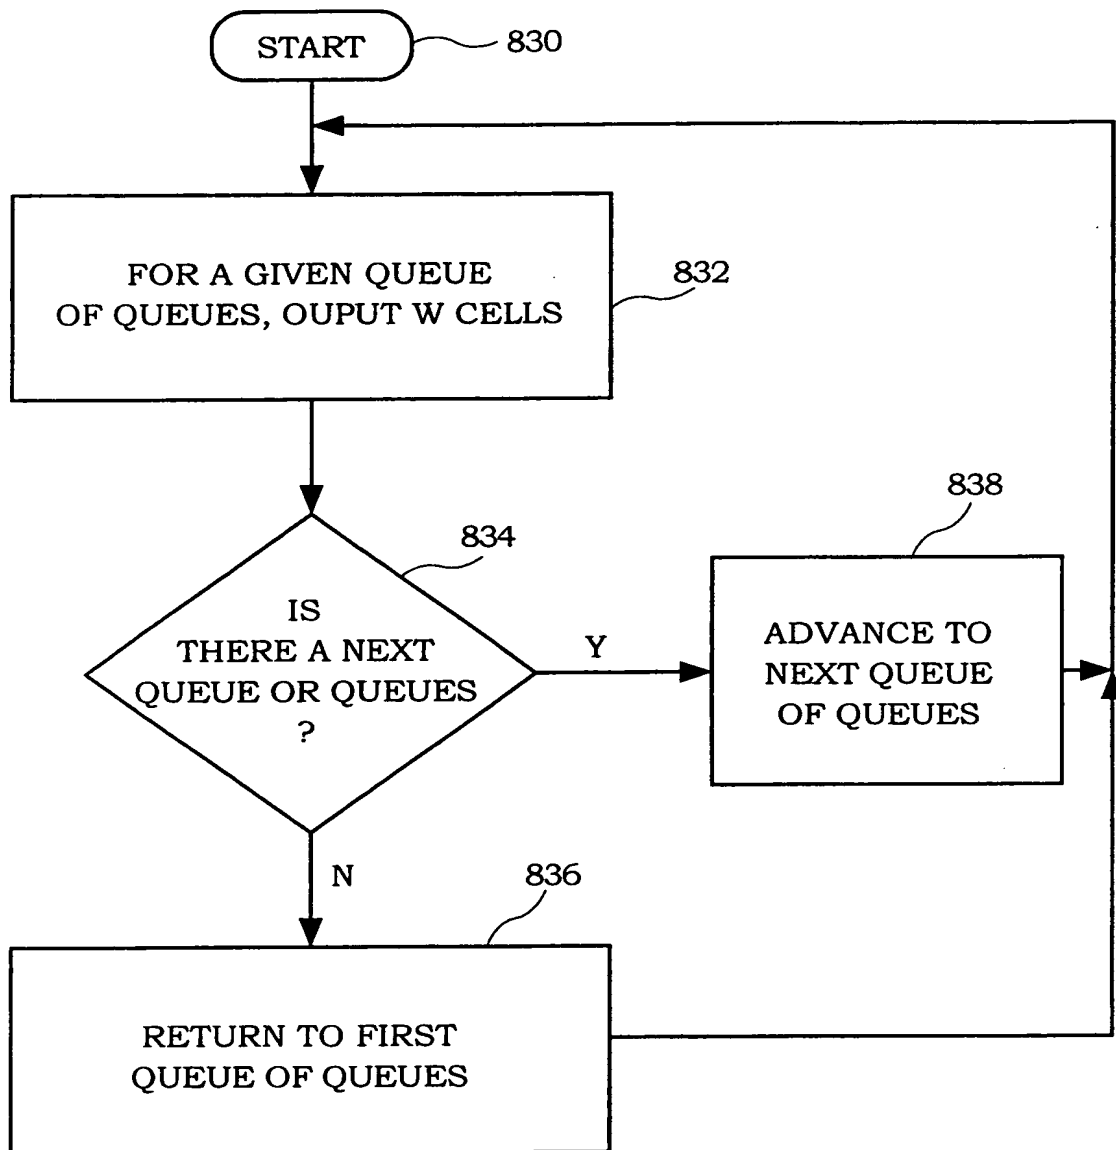 START
830
FOR A GIVEN QUEUE
OF QUEUES, OUPUT W CELLS
832
IS
THERE A NEXT
QUEUE OR QUEUES
?
834
Y
ADVANCE TO
NEXT QUEUE
OF QUEUES
838
N
RETURN TO FIRST
QUEUE OF QUEUES
836